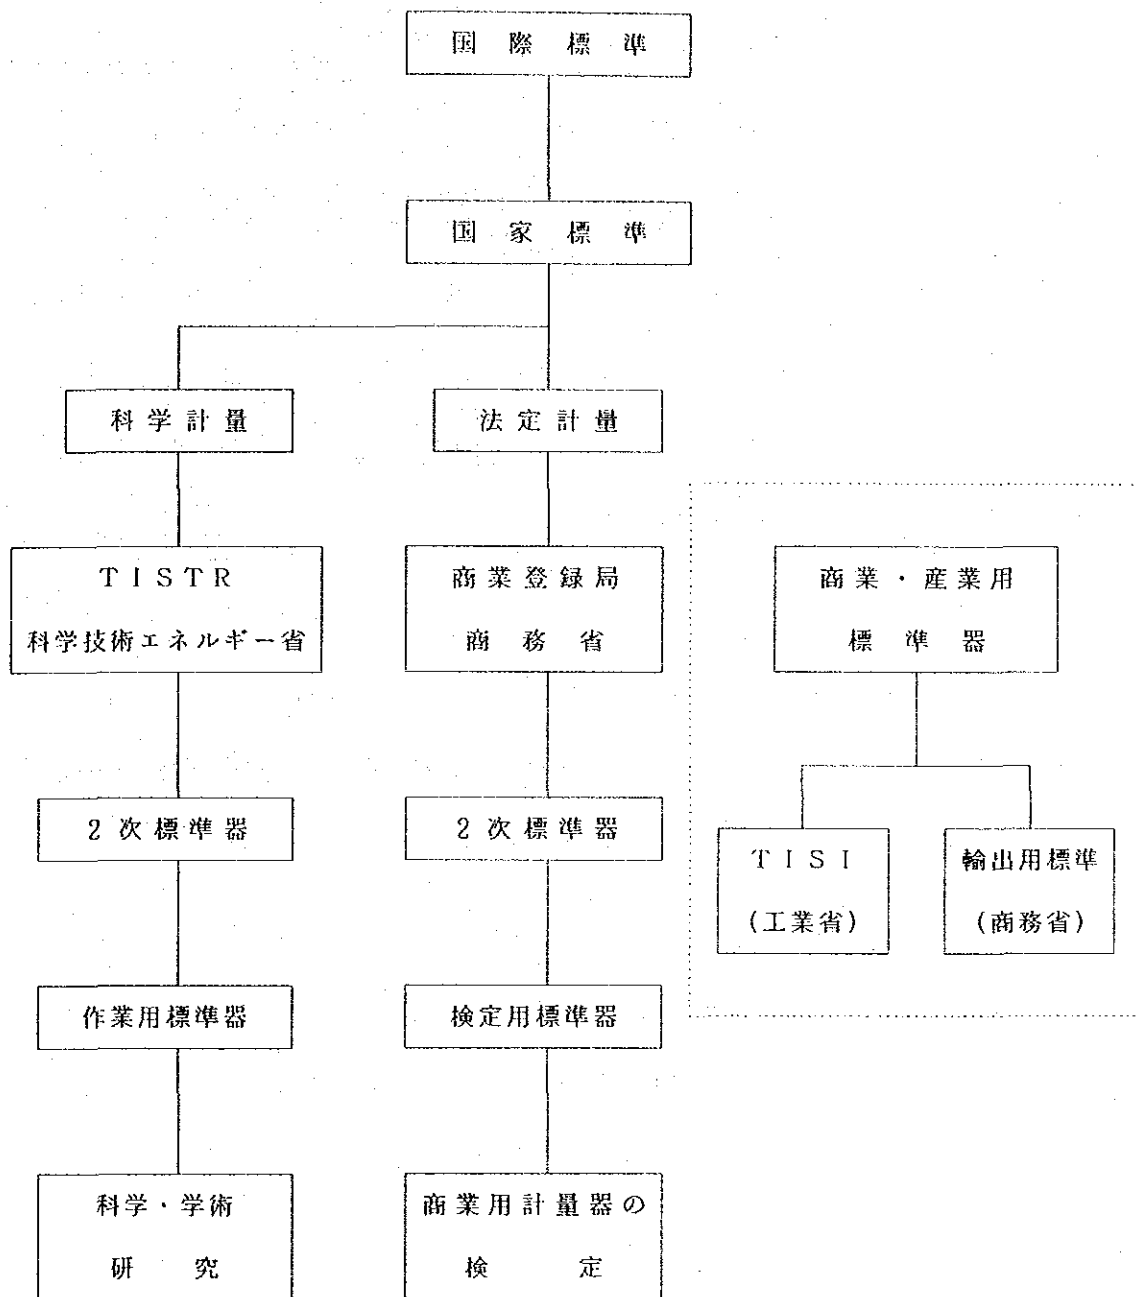 国際標準
国家標準
科学計量
法定計量
TISTR
科学技術エネルギー省
商業登録局
商務省
商業・産業用
標準器
2次標準器
2次標準器
TISI
(工業省)
輸出用標準
(商務省)
作業用標準器
検定用標準器
科学・学術
研究
商業用計量器の
検定